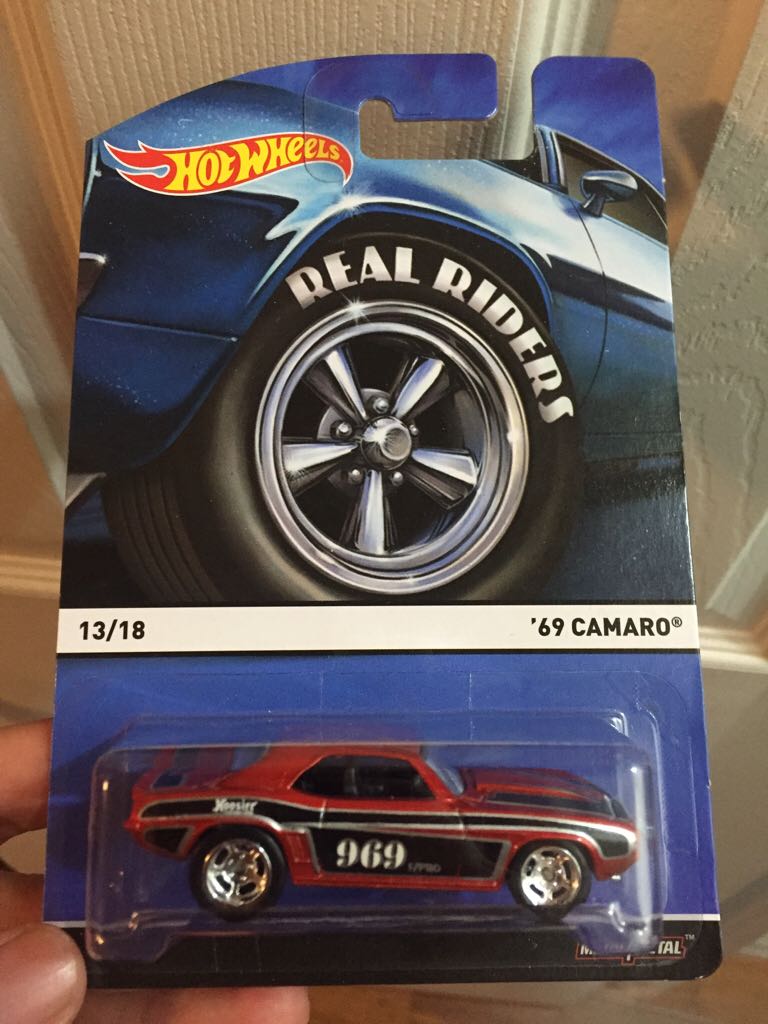 HOT WHEELS
REAL RIDERS
13/18
'69 CAMARO®
Hoosier
969